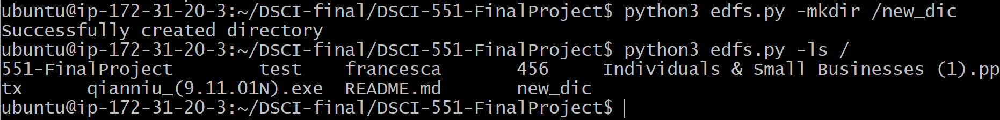 ubuntu@ip-172-31-20-3:~/DSCI-final/DSCI-551-FinalProject$ python3 edfs.py -mkdir /new_dic
Successfully created directory
ubuntu@ip-172-31-20-3:~/DSCI-final/DSCI-551-FinalProject$ python3 edfs.py -ls /
551-FinalProject        test    francesca       456     Individuals & Small Businesses (1).pp
tx      qianniu_(9.11.01N).exe  README.md       new_dic
ubuntu@ip-172-31-20-3:~/DSCI-final/DSCI-551-FinalProject$